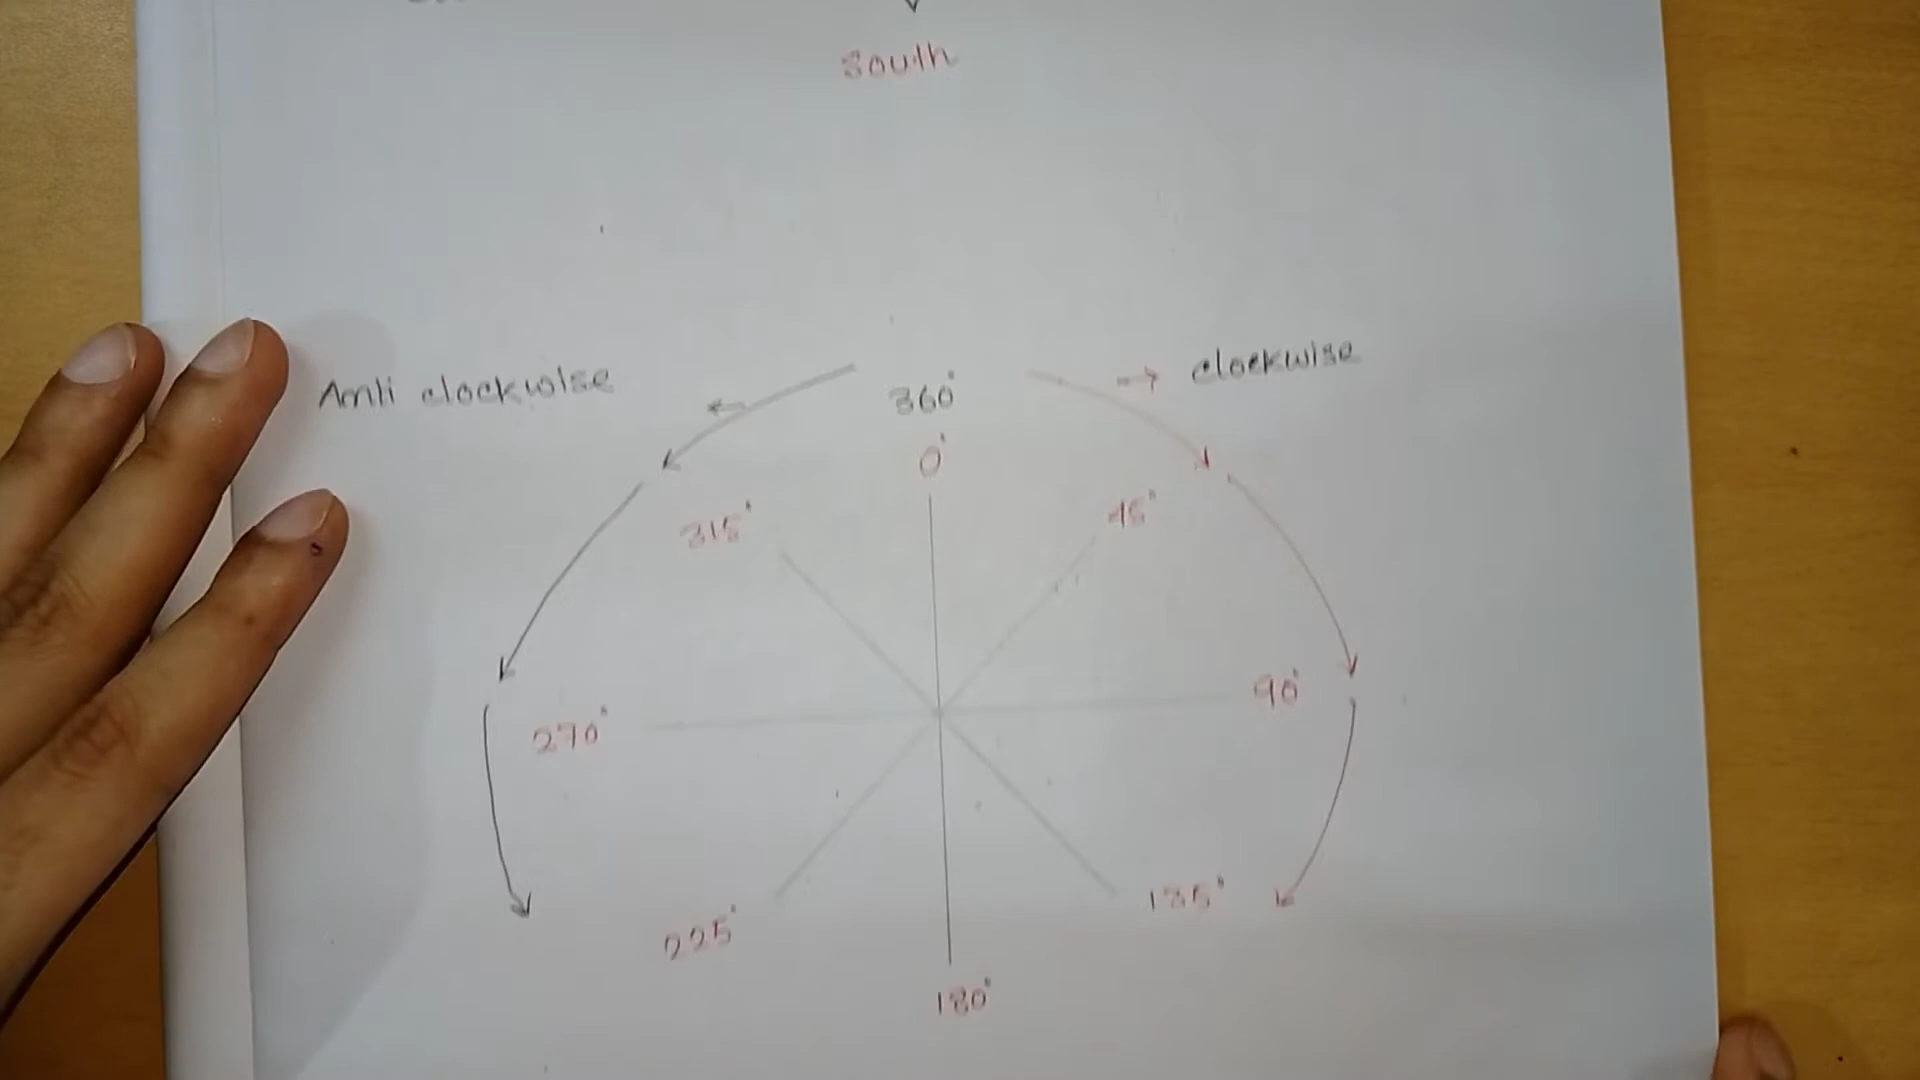 South
Anti clockwise ← 360° → clockwise
0°
315° 45°
270° 90°
225° 135°
180°